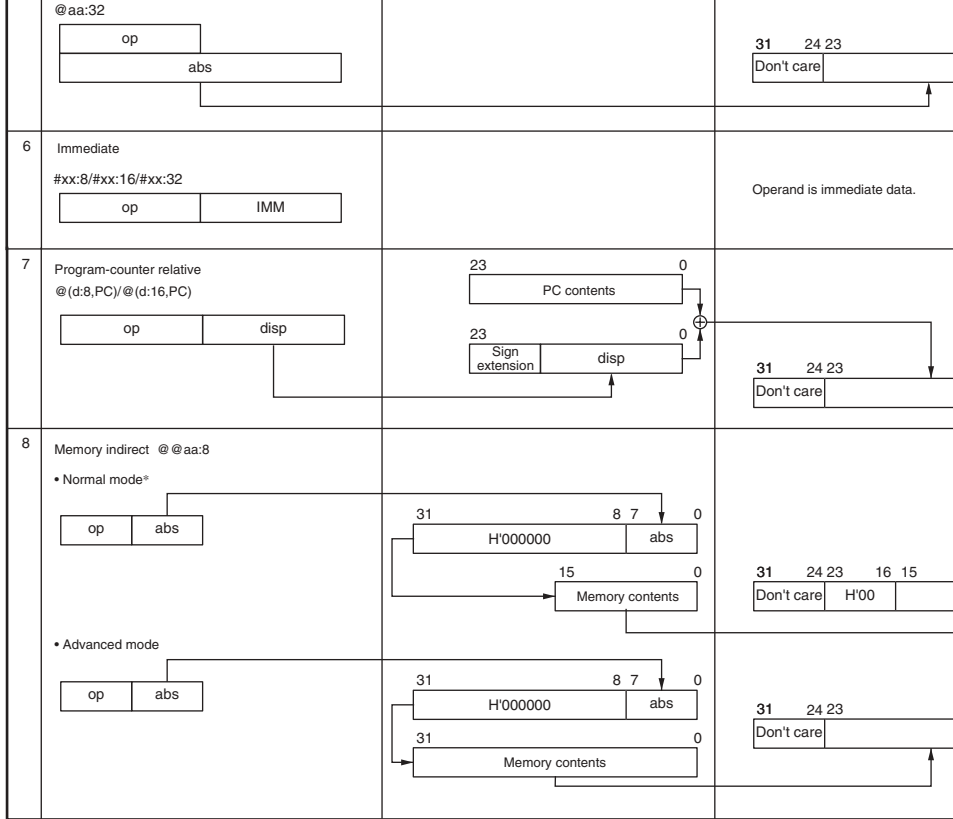 @aa:32
op
abs
31 24 23
Don't care
6 Immediate
#xx:8/#xx:16/#xx:32
op IMM
Operand is immediate data.
7 Program-counter relative
@(d:8,PC)/@(d:16,PC)
op disp
23 0
PC contents
23 0
Sign extension disp
31 24 23
Don't care
8 Memory indirect @@aa:8
• Normal mode*
op abs
31 8 7 0
H'000000 abs
15 0
Memory contents
31 24 23 16 15
Don't care H'00
• Advanced mode
op abs
31 8 7 0
H'000000 abs
31 0
Memory contents
31 24 23
Don't care